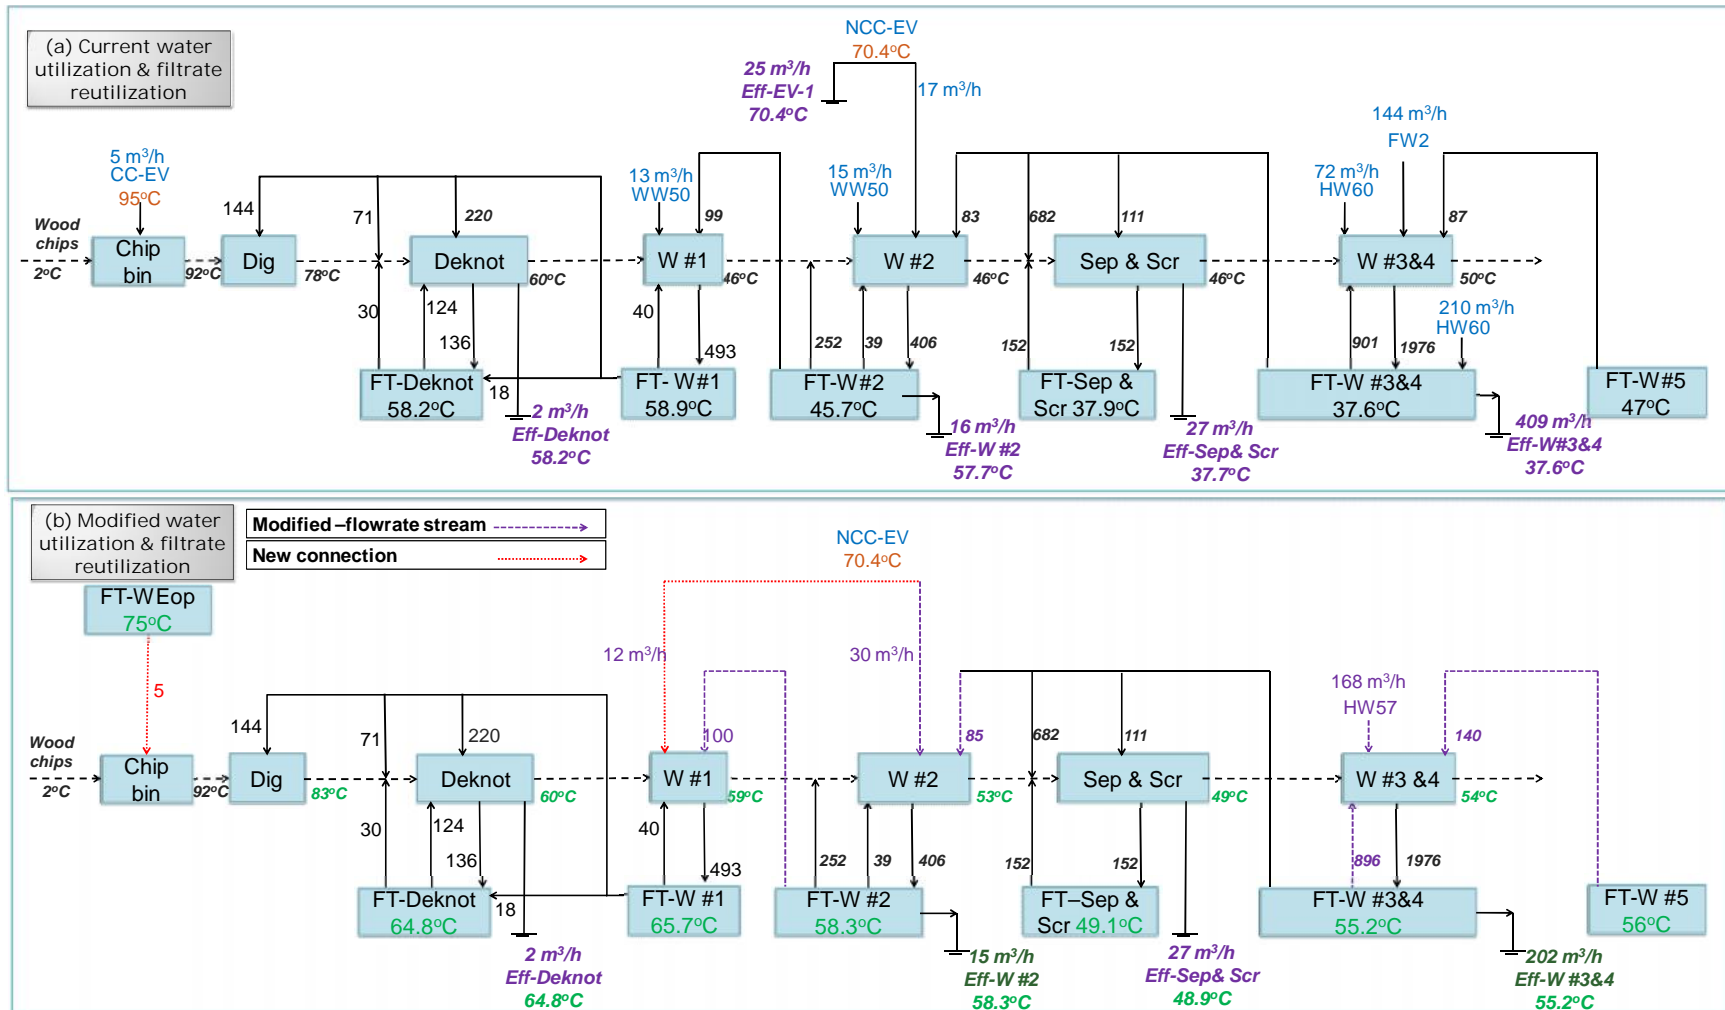 (a) Current water
utilization & filtrate
reutilization
NCC-EV
70.4°C
25 m³/h
Eff-EV-1
70.4°C
17 m³/h
144 m³/h
FW2
5 m³/h
CC-EV
95°C
13 m³/h
WW50
15 m³/h
WW50
72 m³/h
HW60
144
71
220
99
83
682
111
87
Wood
chips
2°C
Chip
bin
92°C
Dig
78°C
Deknot
60°C
W #1
46°C
W #2
46°C
Sep & Scr
46°C
W #3&4
50°C
30
124
136
40
493
252
39
406
152
152
901
1976
210 m³/h
HW60
FT-Deknot
58.2°C
18
FT- W #1
58.9°C
FT-W #2
45.7°C
FT-Sep &
Scr 37.9°C
FT-W #3&4
37.6°C
FT-W #5
47°C
2 m³/h
Eff-Deknot
58.2°C
16 m³/h
Eff-W #2
57.7°C
27 m³/h
Eff-Sep& Scr
37.7°C
409 m³/h
Eff-W#3&4
37.6°C
(b) Modified water
utilization & filtrate
reutilization
Modified –flowrate stream
New connection
NCC-EV
70.4°C
FT-WEop
75°C
5
12 m³/h
30 m³/h
168 m³/h
HW57
144
71
220
100
85
682
111
140
Wood
chips
2°C
Chip
bin
92°C
Dig
83°C
Deknot
60°C
W #1
59°C
W #2
53°C
Sep & Scr
49°C
W #3 &4
54°C
30
124
136
40
493
252
39
406
152
152
896
1976
FT-Deknot
64.8°C
18
FT-W #1
65.7°C
FT-W #2
58.3°C
FT–Sep &
Scr 49.1°C
FT-W #3&4
55.2°C
FT-W #5
56°C
2 m³/h
Eff-Deknot
64.8°C
15 m³/h
Eff-W #2
58.3°C
27 m³/h
Eff-Sep& Scr
48.9°C
202 m³/h
Eff-W #3&4
55.2°C